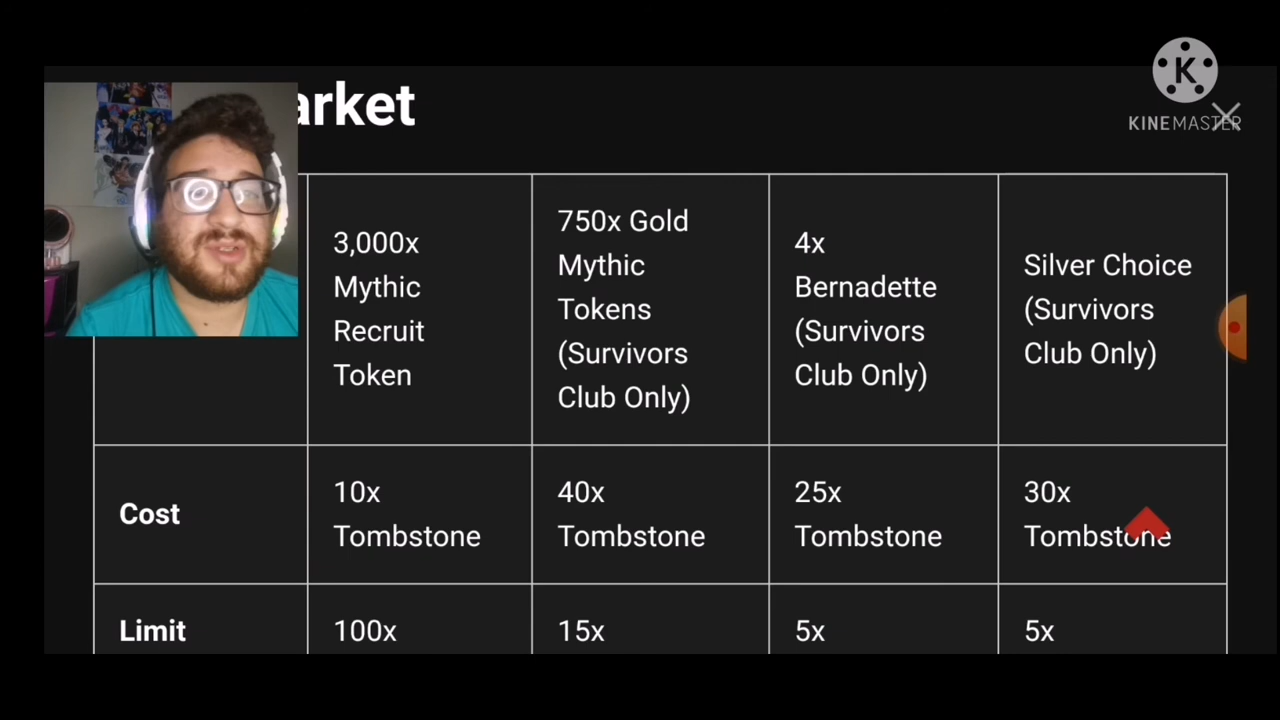 arket
KINEMASTER
3,000x
Mythic
Recruit
Token
750x Gold
Mythic
Tokens
(Survivors
Club Only)
4x
Bernadette
(Survivors
Club Only)
Silver Choice
(Survivors
Club Only)
Cost
10x
Tombstone
40x
Tombstone
25x
Tombstone
30x
Tombstone
Limit
100x
15x
5x
5x